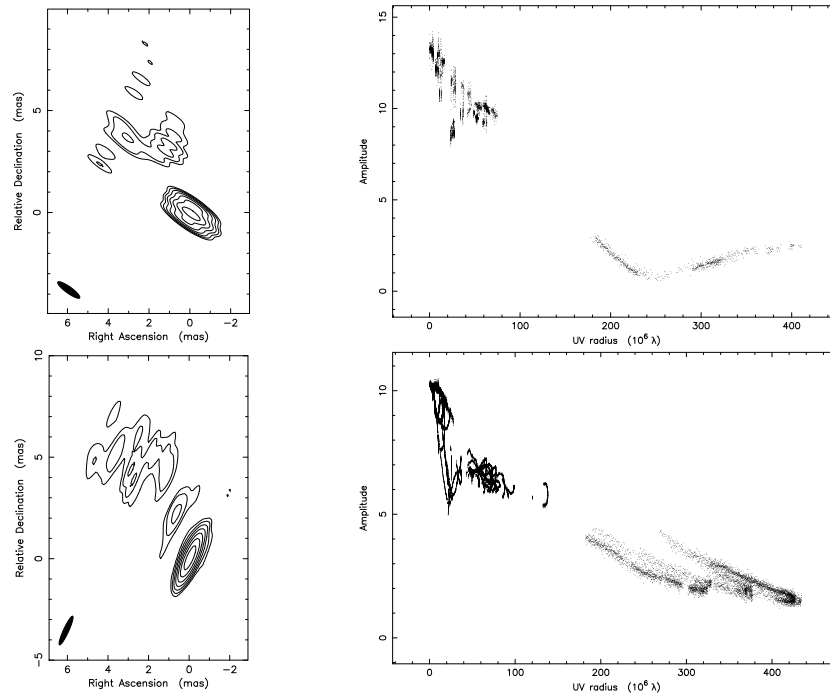 Relative Declination (mas)
5
0
6 4 2 0 −2
Right Ascension (mas)
Amplitude
15
10
5
0
0 100 200 300 400
UV radius (10⁶ λ)
Relative Declination (mas)
10
5
0
−5
6 4 2 0 −2
Right Ascension (mas)
Amplitude
10
5
0
0 100 200 300 400
UV radius (10⁶ λ)